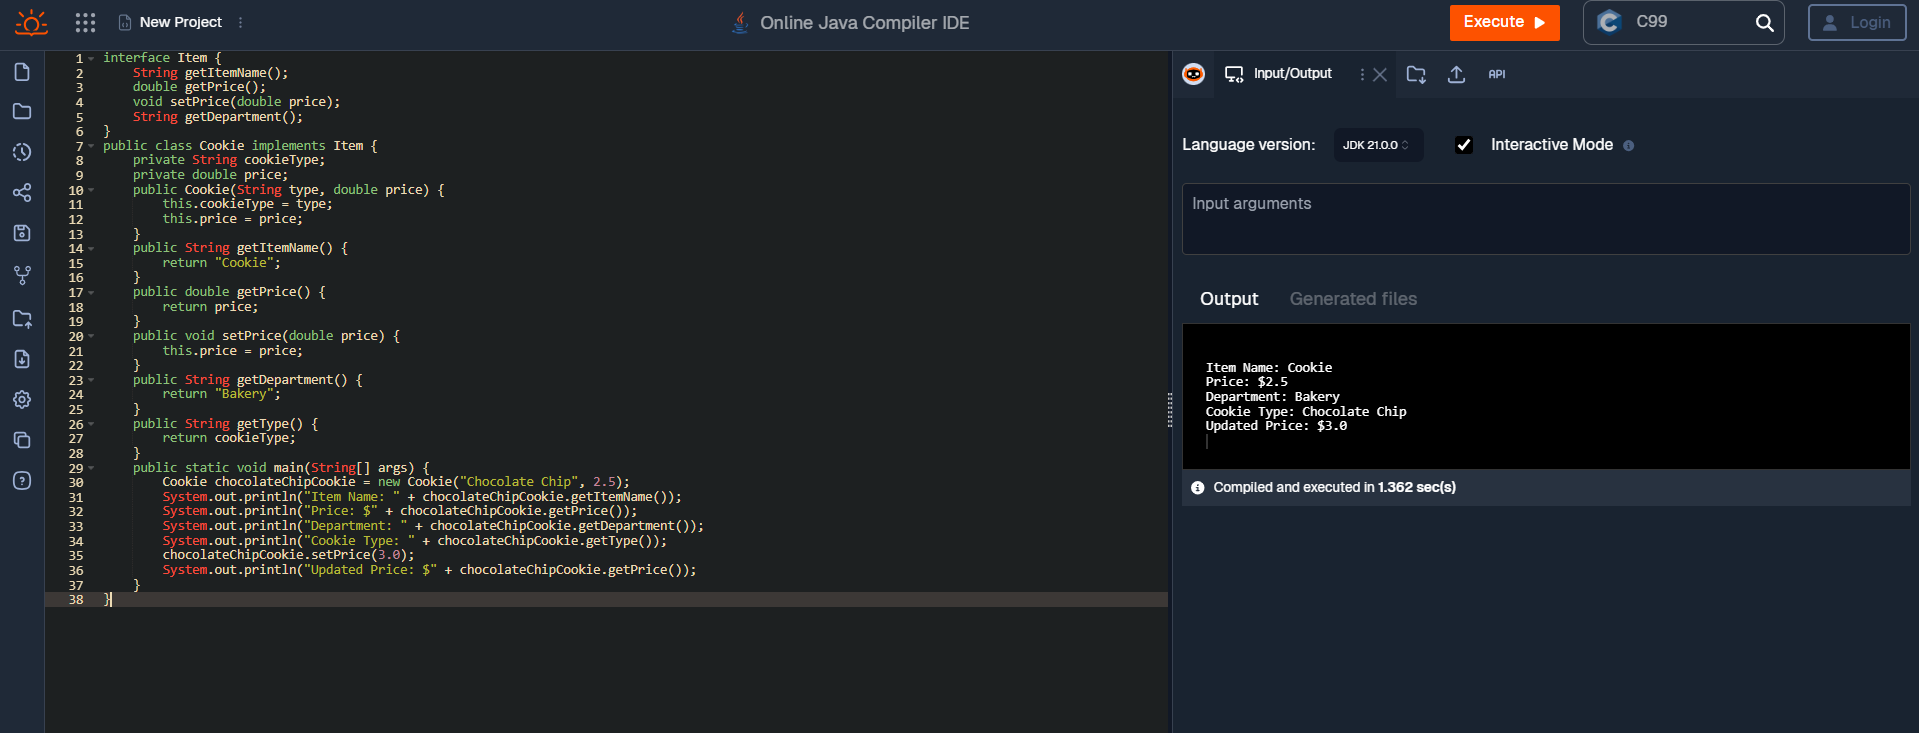 New Project
Online Java Compiler IDE
Execute
C99
Login
1 interface Item {
2     String getItemName();
3     double getPrice();
4     void setPrice(double price);
5     String getDepartment();
6 }
7 public class Cookie implements Item {
8     private String cookieType;
9     private double price;
10     public Cookie(String type, double price) {
11         this.cookieType = type;
12         this.price = price;
13     }
14     public String getItemName() {
15         return "Cookie";
16     }
17     public double getPrice() {
18         return price;
19     }
20     public void setPrice(double price) {
21         this.price = price;
22     }
23     public String getDepartment() {
24         return "Bakery";
25     }
26     public String getType() {
27         return cookieType;
28     }
29     public static void main(String[] args) {
30         Cookie chocolateChipCookie = new Cookie("Chocolate Chip", 2.5);
31         System.out.println("Item Name: " + chocolateChipCookie.getItemName());
32         System.out.println("Price: $" + chocolateChipCookie.getPrice());
33         System.out.println("Department: " + chocolateChipCookie.getDepartment());
34         System.out.println("Cookie Type: " + chocolateChipCookie.getType());
35         chocolateChipCookie.setPrice(3.0);
36         System.out.println("Updated Price: $" + chocolateChipCookie.getPrice());
37     }
38 }
Input/Output
API
Language version:
JDK 21.0.0
Interactive Mode
Input arguments
Output
Generated files
Item Name: Cookie
Price: $2.5
Department: Bakery
Cookie Type: Chocolate Chip
Updated Price: $3.0
Compiled and executed in 1.362 sec(s)